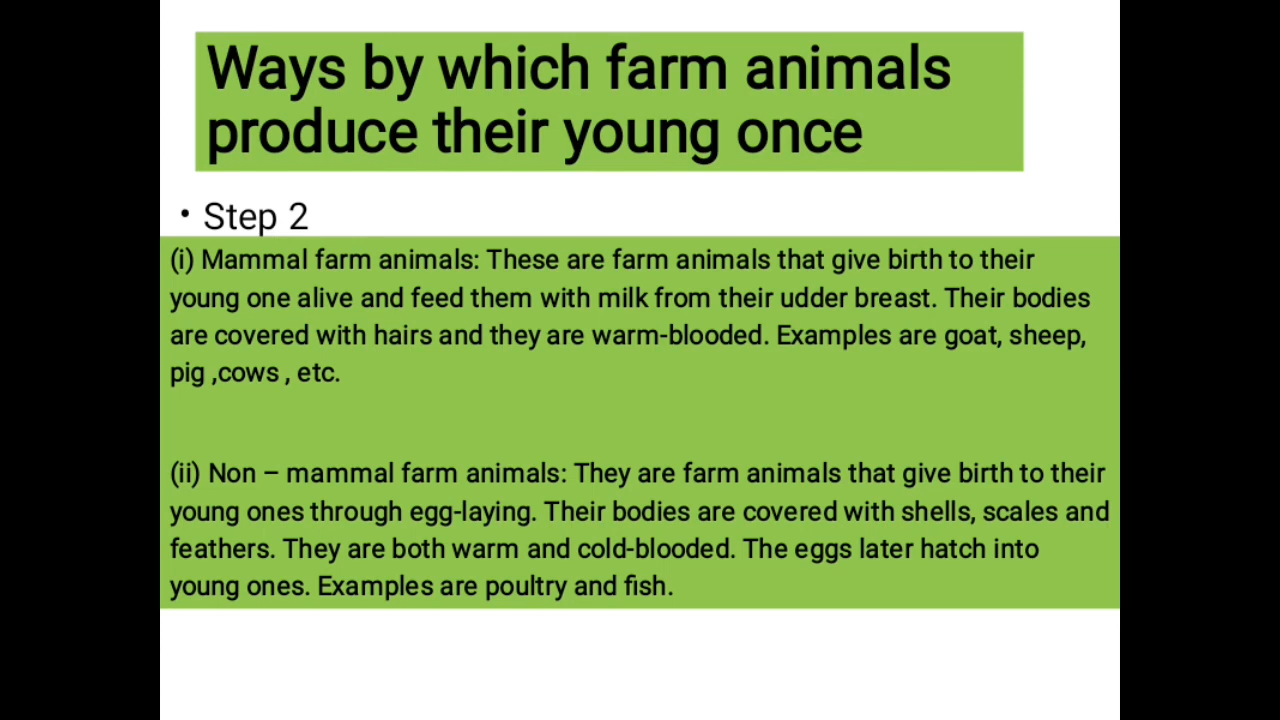 Ways by which farm animals
produce their young once
• Step 2
(i) Mammal farm animals: These are farm animals that give birth to their
young one alive and feed them with milk from their udder breast. Their bodies
are covered with hairs and they are warm-blooded. Examples are goat, sheep,
pig ,cows , etc.
(ii) Non – mammal farm animals: They are farm animals that give birth to their
young ones through egg-laying. Their bodies are covered with shells, scales and
feathers. They are both warm and cold-blooded. The eggs later hatch into
young ones. Examples are poultry and fish.